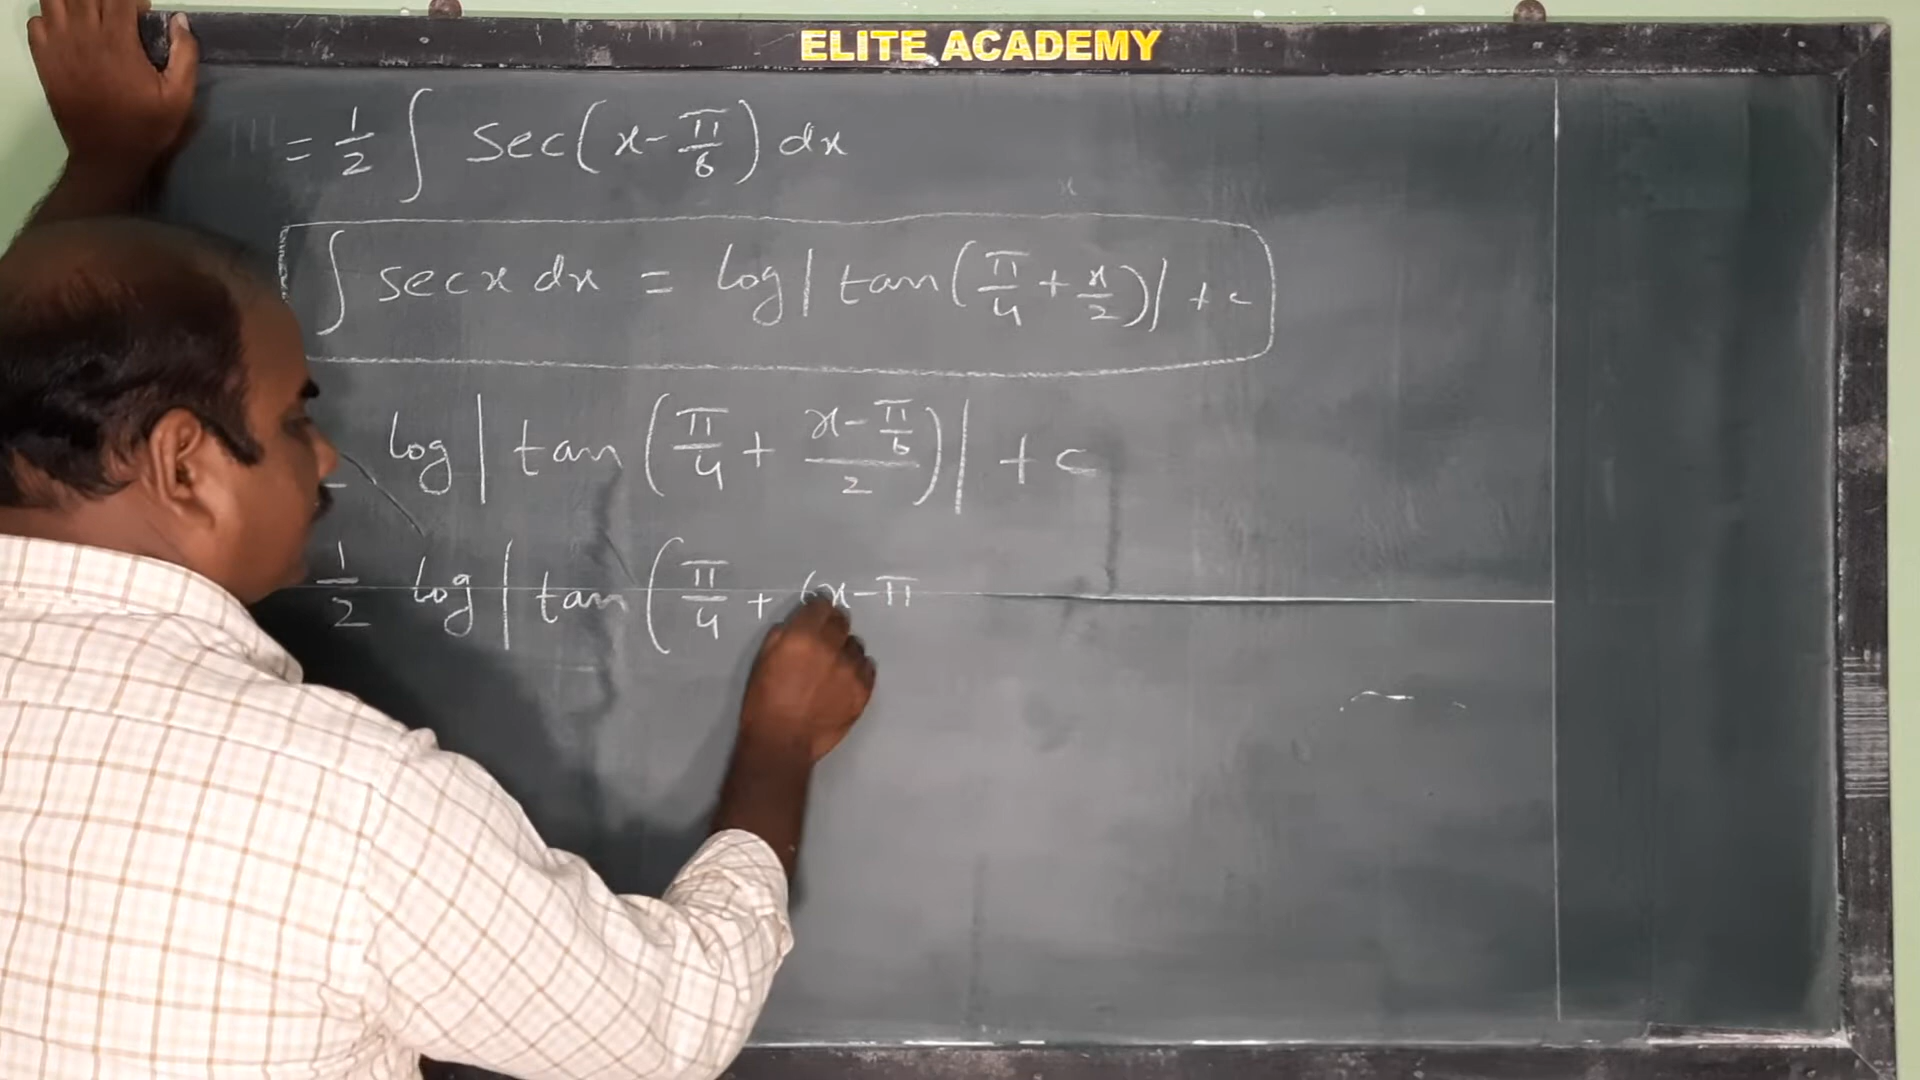 ELITE ACADEMY
= 1/2 ∫ sec(x-π/6) dx
∫ sec x dx = log|tan(π/4 + x/2)| + c
log|tan(π/4 + (x-π/6)/2)| + c
1/2 log|tan(π/4 + 6x-π